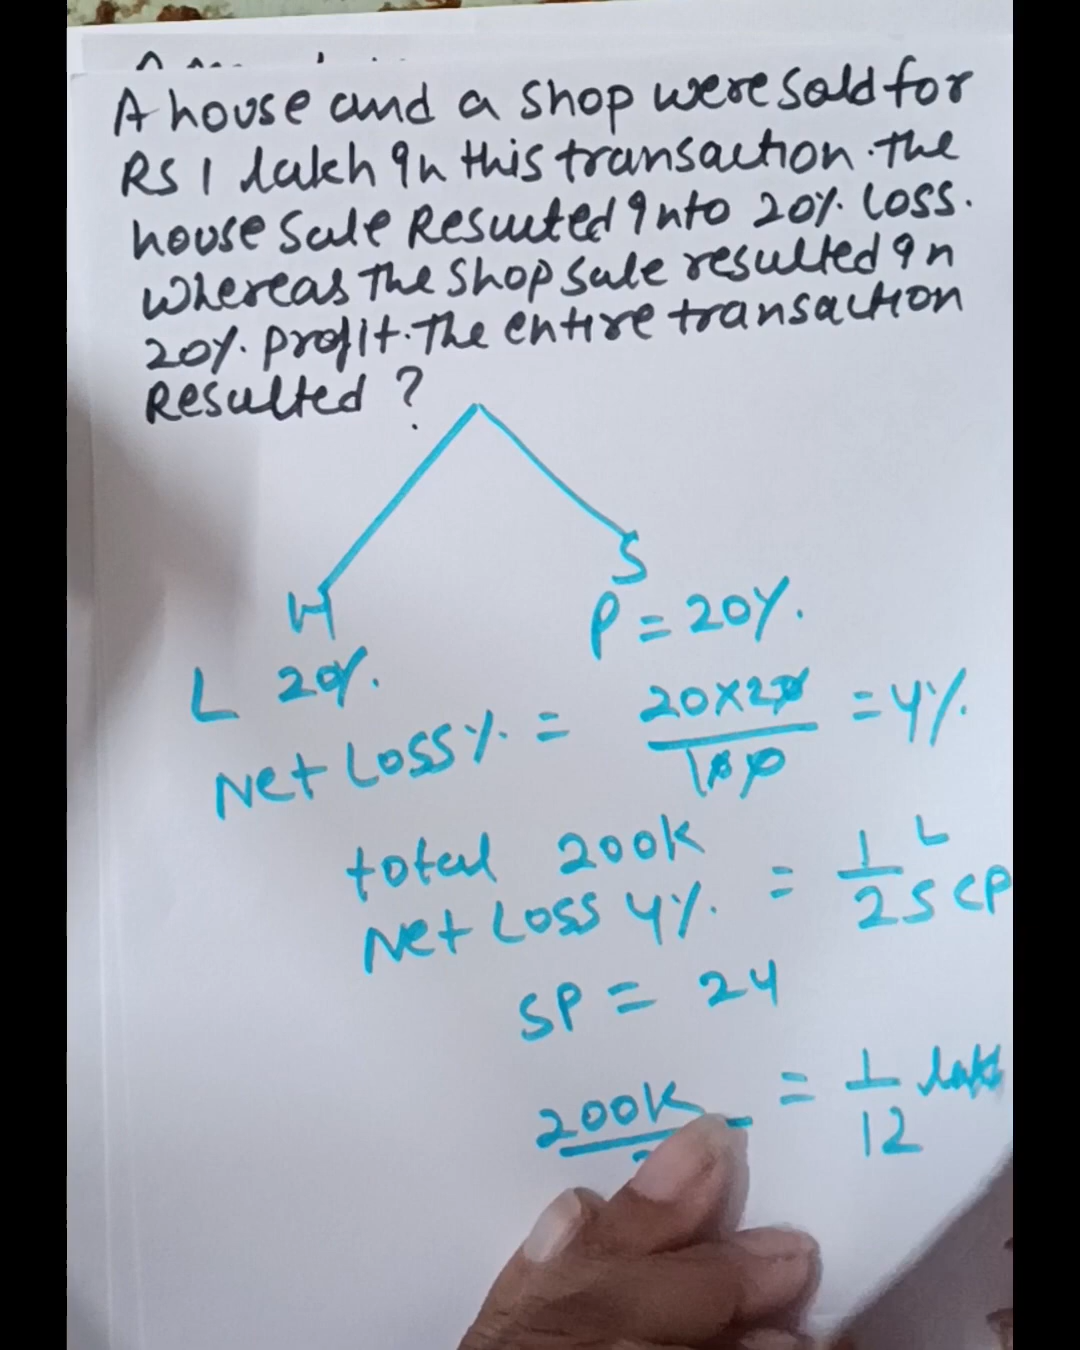 A house and a shop were sold for
RS 1 lakh in this transaction. The
house sale Resulted into 20% loss.
Whereas the shop sale resulted in
20% profit. The entire transaction
Resulted ?
H
S
L 20%.
P = 20%.
Net Loss % = 20x20 / 100 = 4%.
total 200K
Net Loss 4%. = 1 L / 25 CP
SP = 24
200K = 1/12 lakh